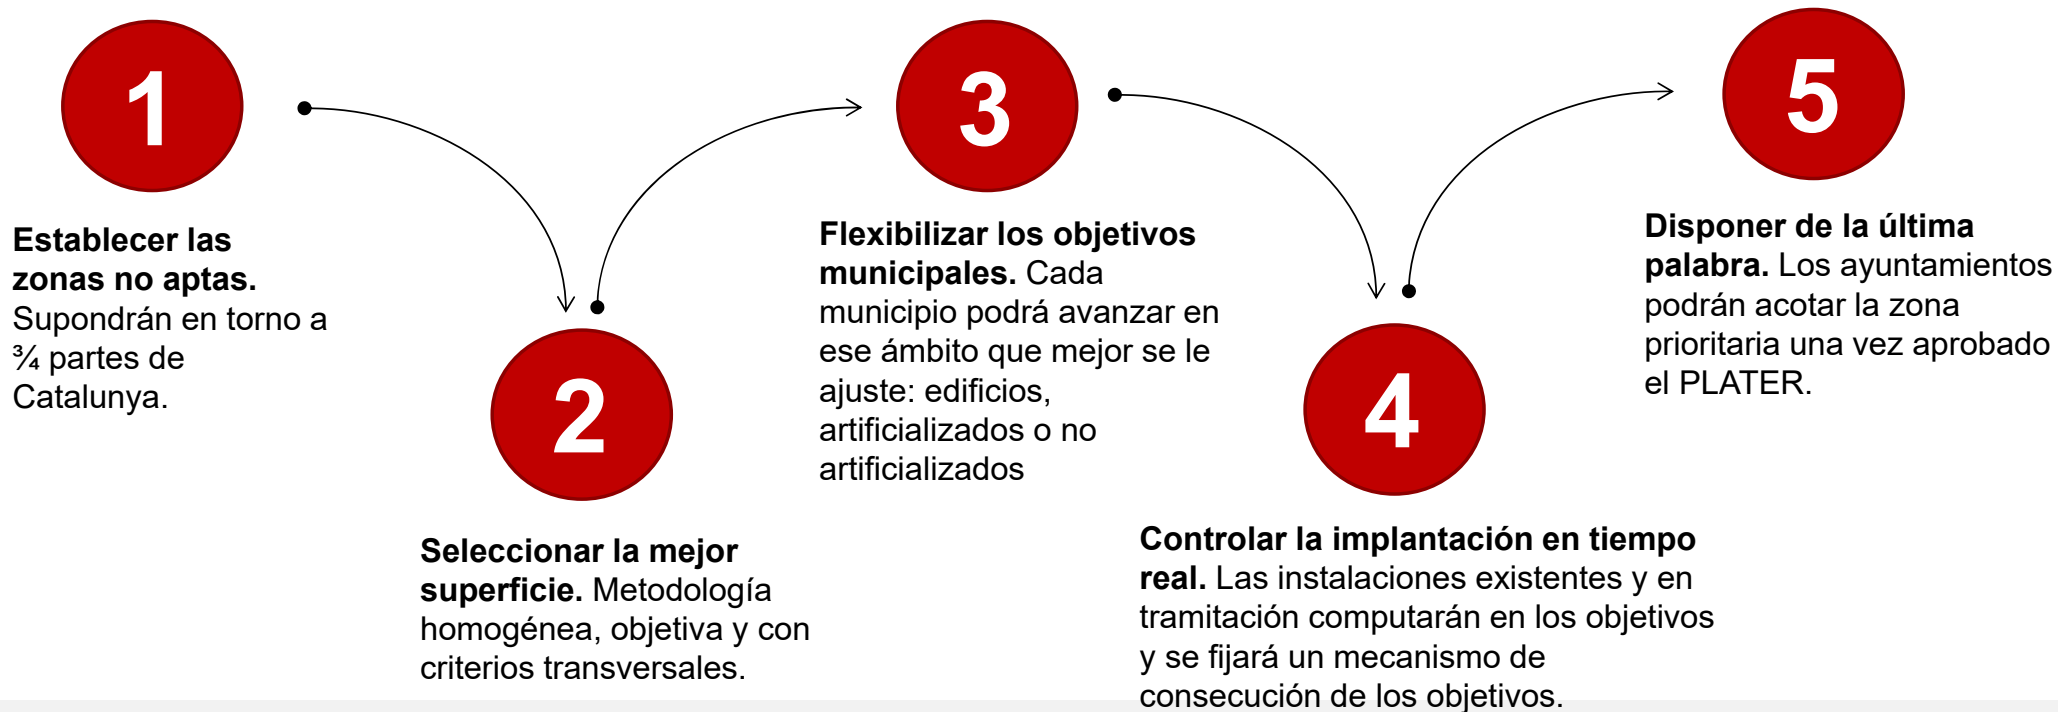 1
Establecer las
zonas no aptas.
Supondrán en torno a
¾ partes de
Catalunya.
2
Seleccionar la mejor
superficie. Metodología
homogénea, objetiva y con
criterios transversales.
3
Flexibilizar los objetivos
municipales. Cada
municipio podrá avanzar en
ese ámbito que mejor se le
ajuste: edificios,
artificializados o no
artificializados
4
Controlar la implantación en tiempo
real. Las instalaciones existentes y en
tramitación computarán en los objetivos
y se fijará un mecanismo de
consecución de los objetivos.
5
Disponer de la última
palabra. Los ayuntamientos
podrán acotar la zona
prioritaria una vez aprobado
el PLATER.